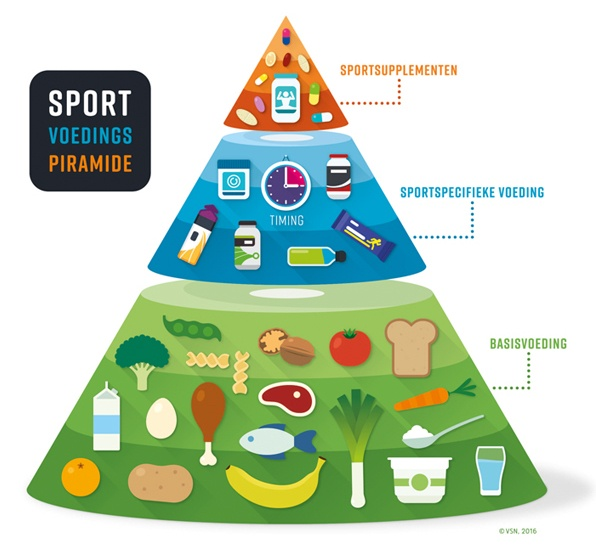 SPORT
VOEDINGS
PIRAMIDE
SPORTSUPPLEMENTEN
SPORTSPECIFIEKE VOEDING
TIMING
BASISVOEDING
© VSN, 2016